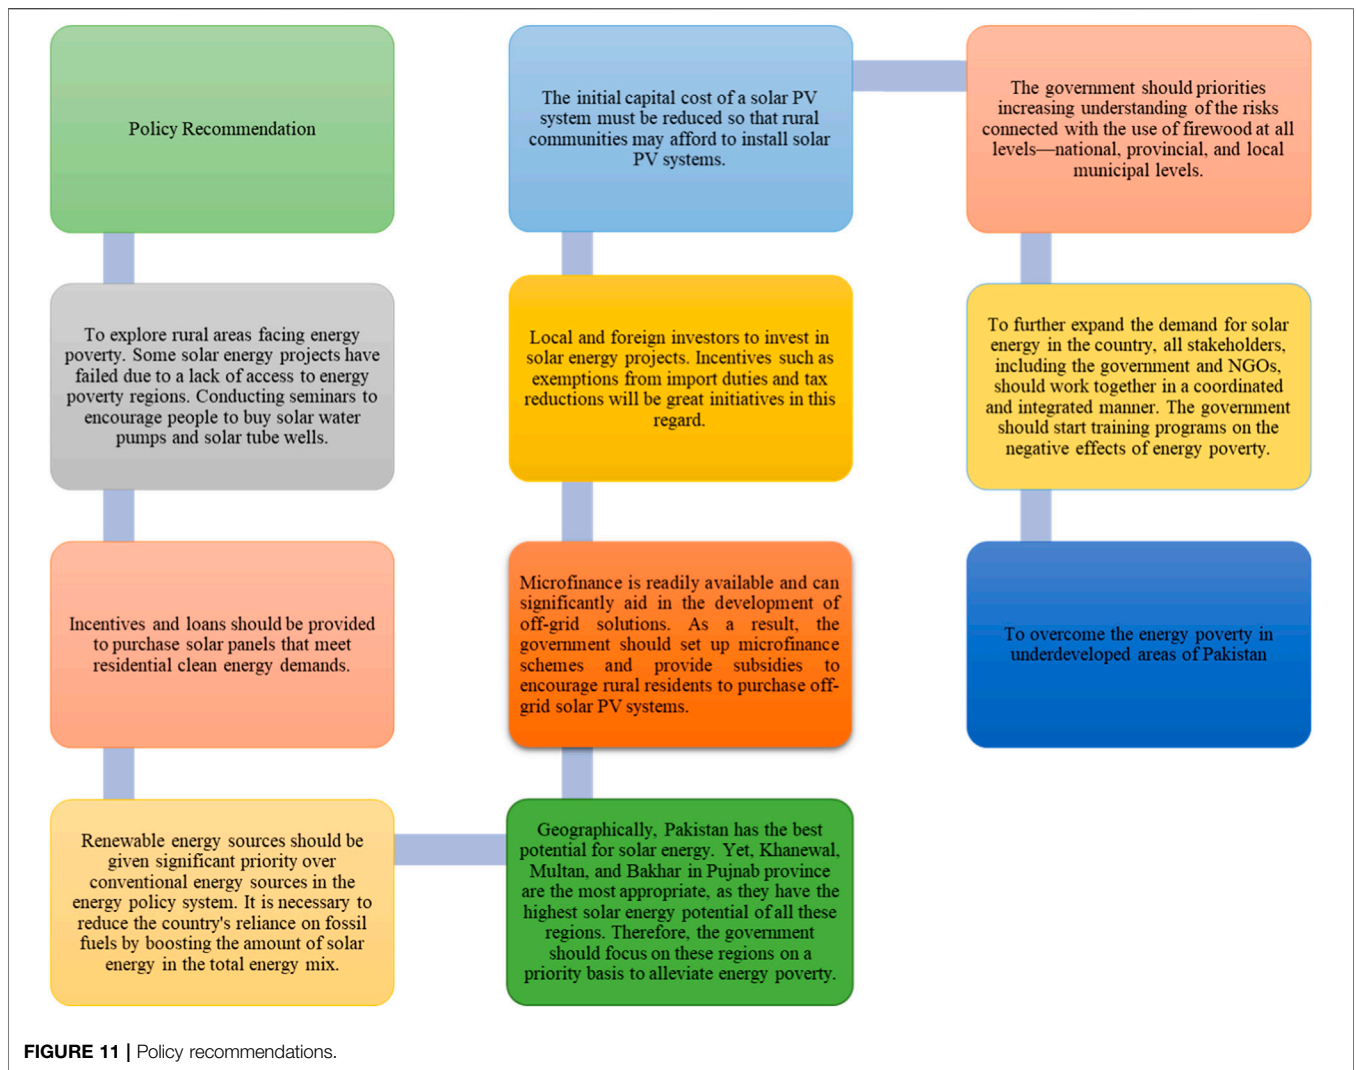 Policy Recommendation
To explore rural areas facing energy
poverty. Some solar energy projects have
failed due to a lack of access to energy
poverty regions. Conducting seminars to
encourage people to buy solar water
pumps and solar tube wells.
Incentives and loans should be provided
to purchase solar panels that meet
residential clean energy demands.
Renewable energy sources should be
given significant priority over
conventional energy sources in the
energy policy system. It is necessary to
reduce the country's reliance on fossil
fuels by boosting the amount of solar
energy in the total energy mix.
Geographically, Pakistan has the best
potential for solar energy. Yet, Khanewal,
Multan, and Bakhar in Pujnab province
are the most appropriate, as they have the
highest solar energy potential of all these
regions. Therefore, the government
should focus on these regions on a
priority basis to alleviate energy poverty.
Microfinance is readily available and can
significantly aid in the development of
off-grid solutions. As a result, the
government should set up microfinance
schemes and provide subsidies to
encourage rural residents to purchase off-
grid solar PV systems.
Local and foreign investors to invest in
solar energy projects. Incentives such as
exemptions from import duties and tax
reductions will be great initiatives in this
regard.
The initial capital cost of a solar PV
system must be reduced so that rural
communities may afford to install solar
PV systems.
The government should priorities
increasing understanding of the risks
connected with the use of firewood at all
levels—national, provincial, and local
municipal levels.
To further expand the demand for solar
energy in the country, all stakeholders,
including the government and NGOs,
should work together in a coordinated
and integrated manner. The government
should start training programs on the
negative effects of energy poverty.
To overcome the energy poverty in
underdeveloped areas of Pakistan
FIGURE 11 | Policy recommendations.